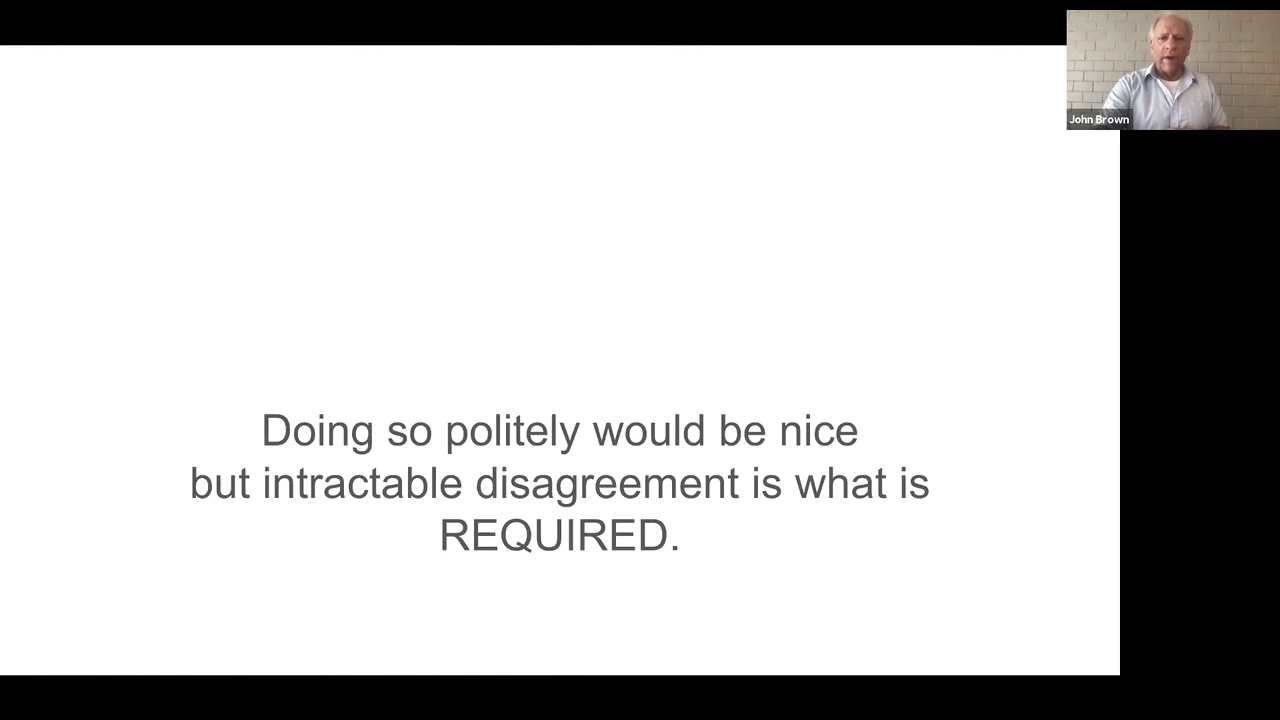 John Brown
Doing so politely would be nice
but intractable disagreement is what is
REQUIRED.